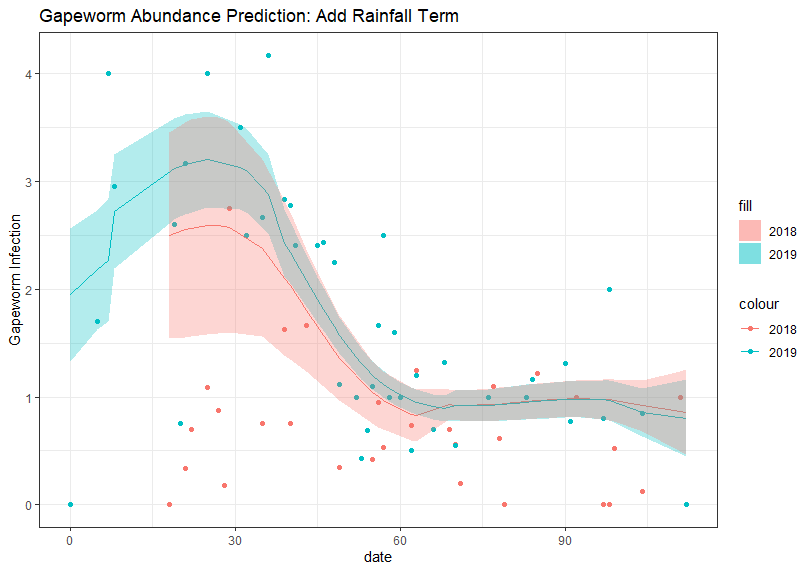 Gapeworm Abundance Prediction: Add Rainfall Term
4
3
2
1
0
Gapeworm Infection
0 30 60 90
date
fill
2018
2019
colour
2018
2019